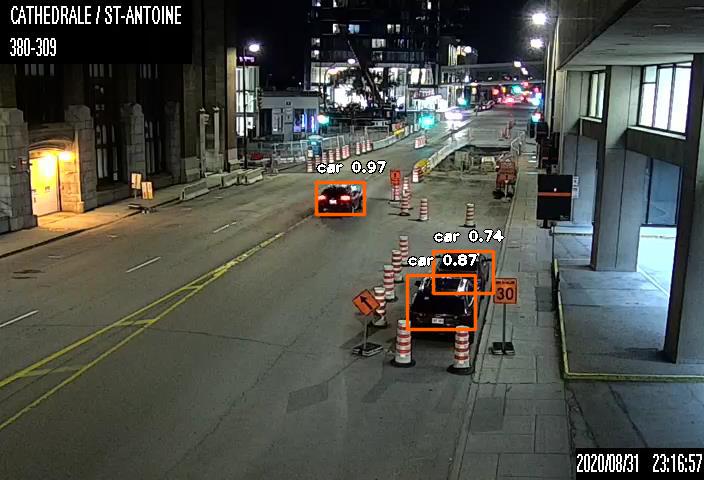 CATHEDRALE / ST-ANTOINE
380-309
car 0.97
car 0.74
car 0.87
30
2020/08/31 23:16:57